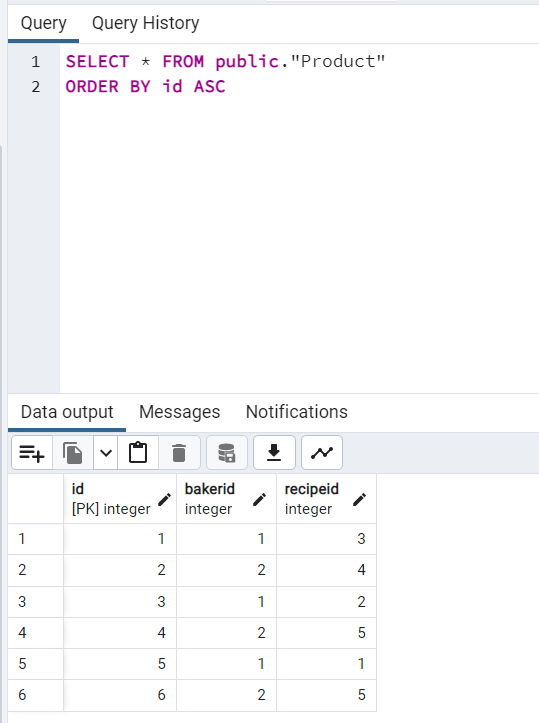 Query Query History
1 SELECT * FROM public."Product"
2 ORDER BY id ASC
Data output Messages Notifications
id bakerid recipeid
[PK] integer integer integer
1 1 1 3
2 2 2 4
3 3 1 2
4 4 2 5
5 5 1 1
6 6 2 5